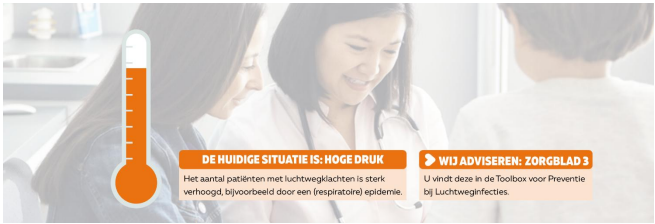 DE HUIDIGE SITUATIE IS: HOGE DRUK
Het aantal patiënten met luchtwegklachten is sterk
verhoogd, bijvoorbeeld door een (respiratoire) epidemie.
WIJ ADVISEREN: ZORGBLAD 3
U vindt deze in de Toolbox voor Preventie
bij Luchtweginfecties.